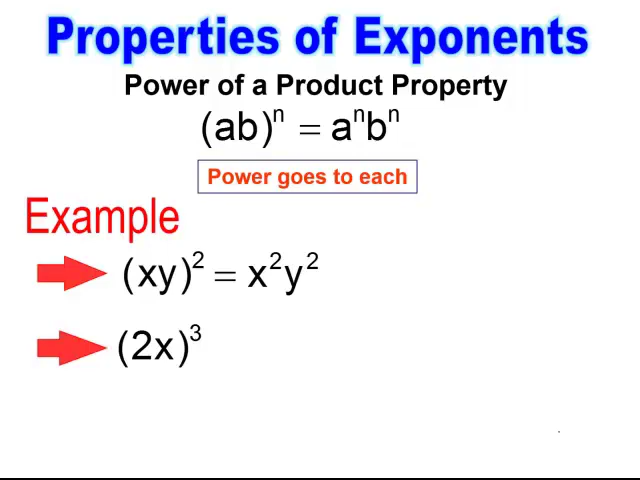 Properties of Exponents
Power of a Product Property
(ab)ⁿ = aⁿbⁿ
Power goes to each
Example
(xy)² = x²y²
(2x)³